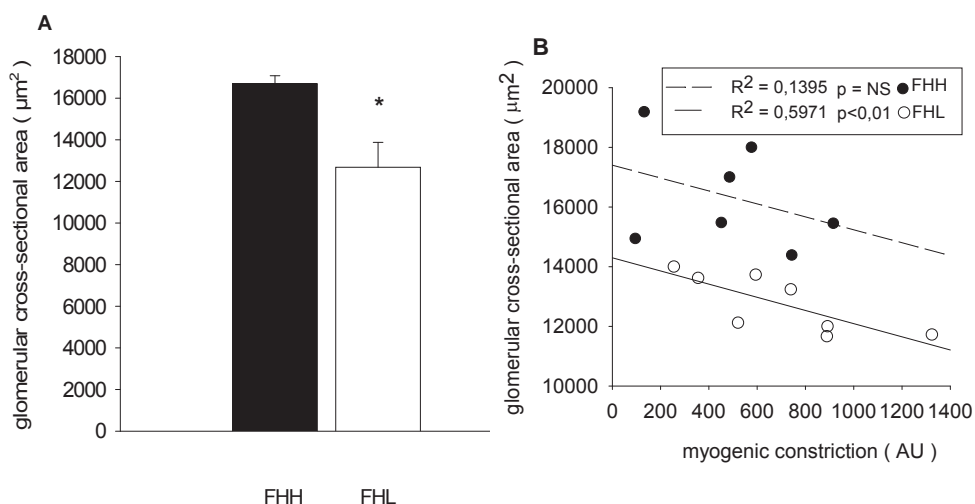 A
glomerular cross-sectional area ( µm²)
18000
16000
14000
12000
10000
8000
6000
4000
2000
0
*
FHH
FHL
B
glomerular cross-sectional area ( µm²)
20000
18000
16000
14000
12000
10000
R² = 0,1395 p = NS FHH
R² = 0,5971 p<0,01 FHL
0 200 400 600 800 1000 1200 1400
myogenic constriction ( AU )